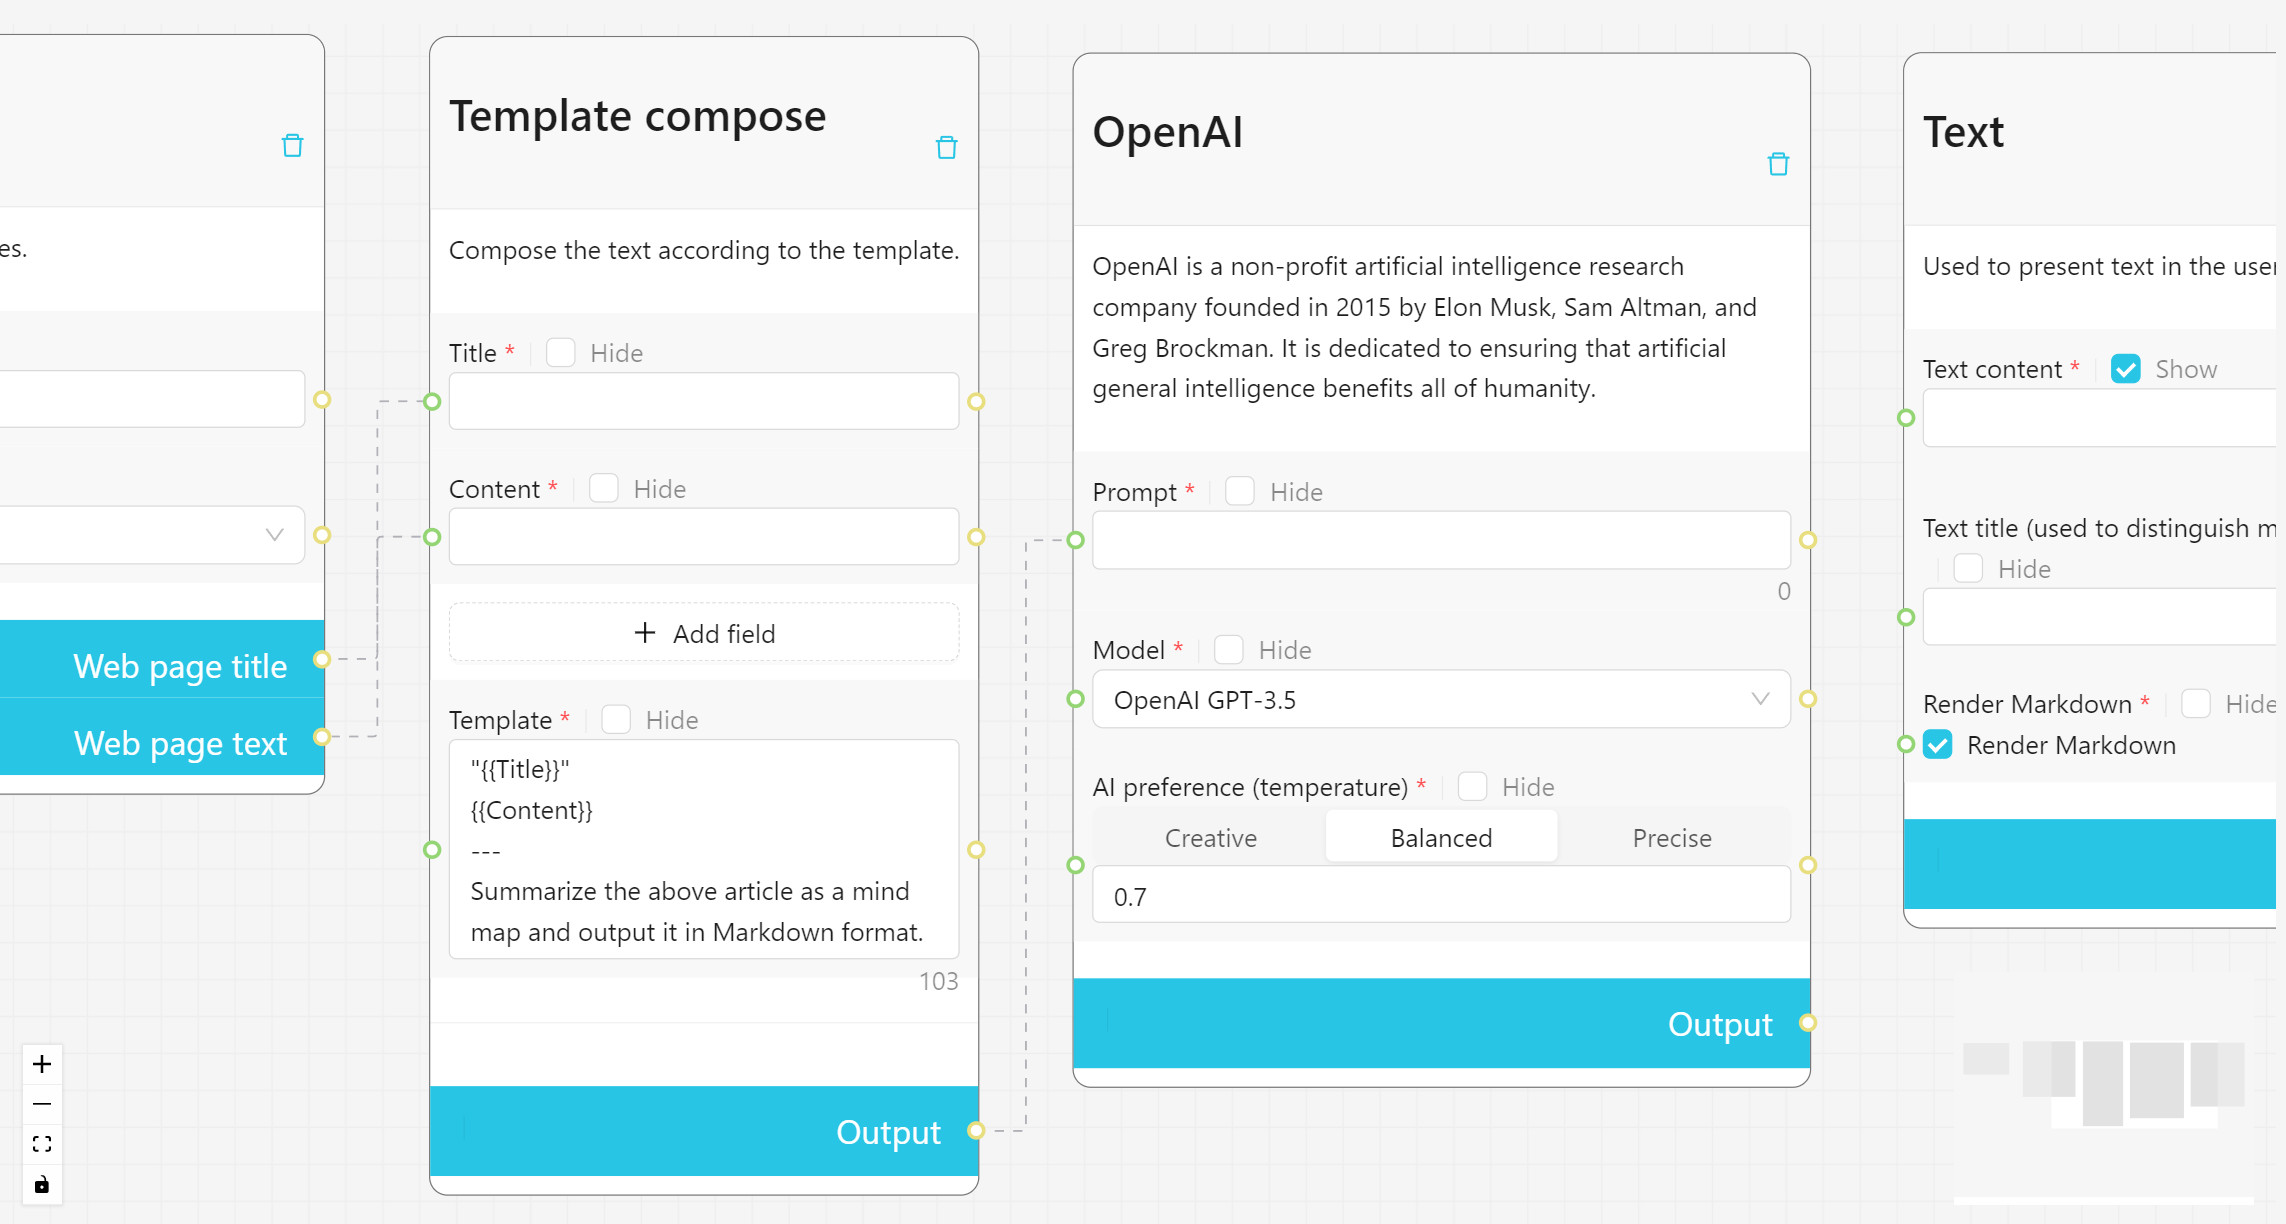 es.
Web page title
Web page text
Template compose
Compose the text according to the template.
Title * Hide
Content * Hide
+ Add field
Template * Hide
"{{Title}}"
{{Content}}
---
Summarize the above article as a mind
map and output it in Markdown format.
103
Output
OpenAI
OpenAI is a non-profit artificial intelligence research
company founded in 2015 by Elon Musk, Sam Altman, and
Greg Brockman. It is dedicated to ensuring that artificial
general intelligence benefits all of humanity.
Prompt * Hide
0
Model * Hide
OpenAI GPT-3.5
AI preference (temperature) * Hide
Creative Balanced Precise
0.7
Output
Text
Used to present text in the user
Text content * Show
Text title (used to distinguish m
Hide
Render Markdown * Hide
Render Markdown